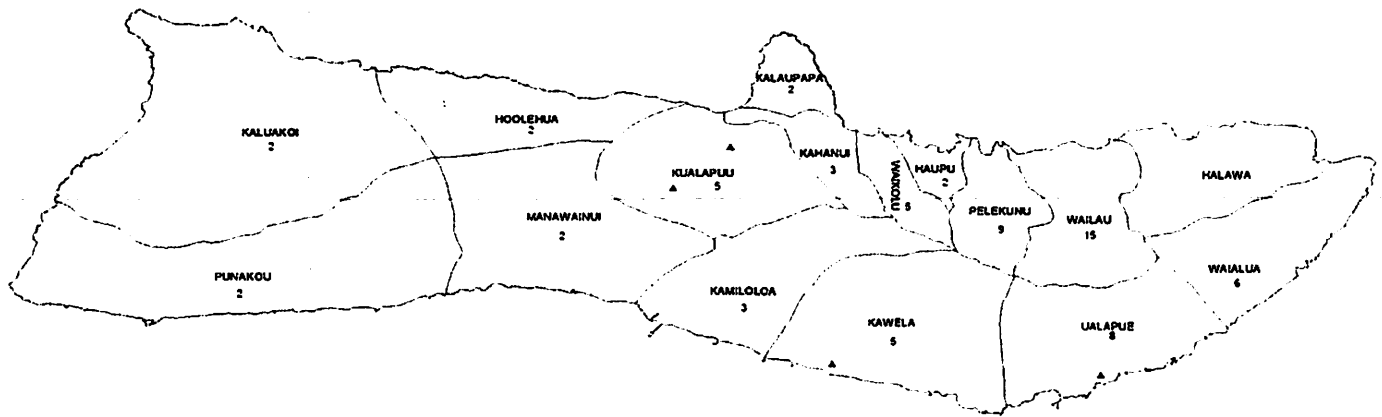 KALAUPAPA
2
HOOLEHUA
2
KALUAKOI
2
KAHANUI
3
KUALAPUU
5
WAIKOLU
5
HAUPU
2
HALAWA
PELEKUNU
9
WAILAU
15
MANAWAINUI
2
PUNAKOU
2
WAIALUA
6
KAMILOLOA
3
KAWELA
5
UALAPUE
8